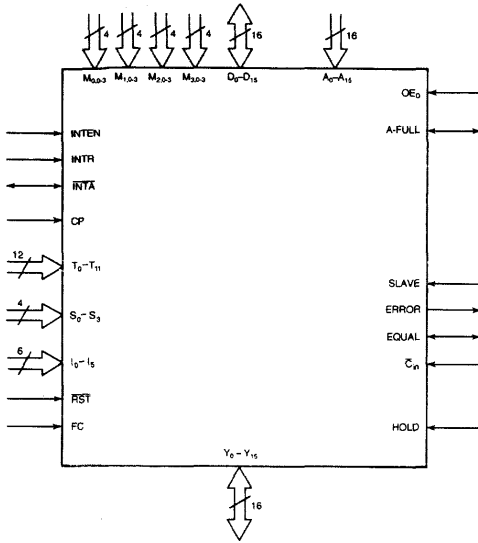 4 4 4 4 16 16
M0,0-3 M1,0-3 M2,0-3 M3,0-3 D0–D15 A0–A15
OE0
A-FULL
INTEN
INTR
INTA
CP
12
T0–T11
SLAVE
4
S0–S3
ERROR
EQUAL
6
I0–I5
C̅in
RST
FC
HOLD
Y0 – Y15
16